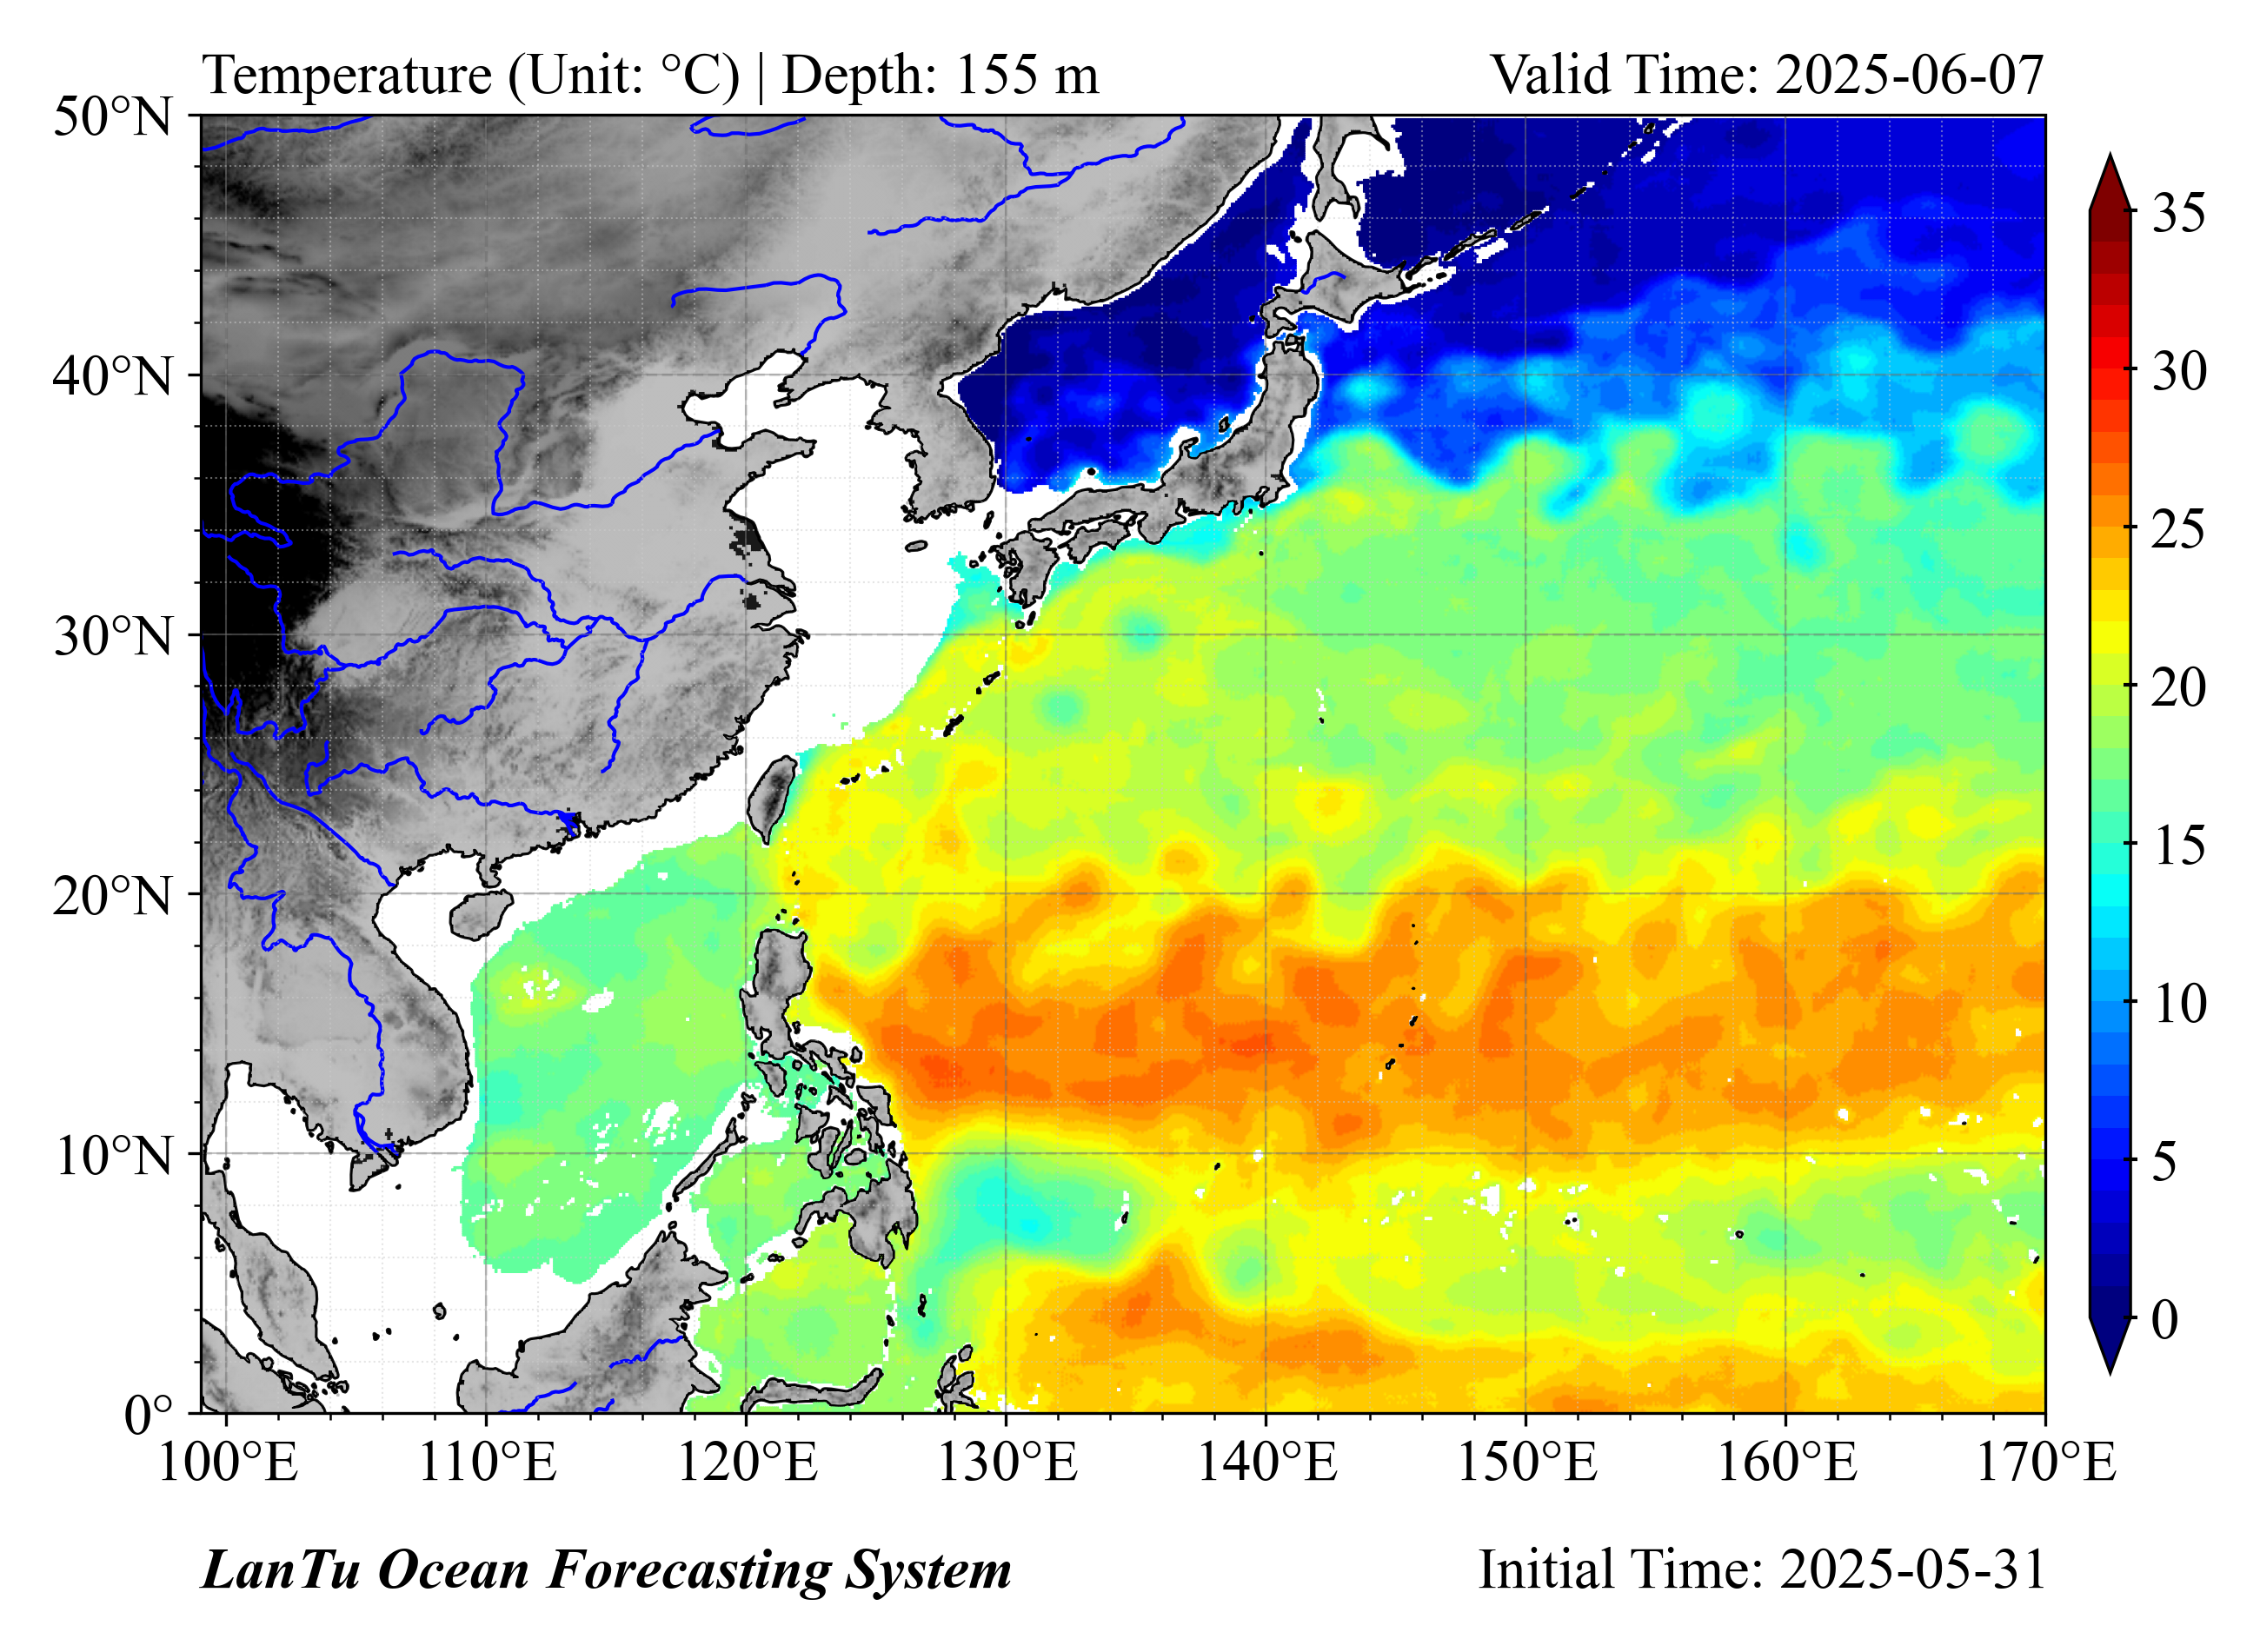 Temperature (Unit: °C) | Depth: 155 m
Valid Time: 2025-06-07
50°N
40°N
30°N
20°N
10°N
0°
100°E
110°E
120°E
130°E
140°E
150°E
160°E
170°E
35
30
25
20
15
10
5
0
LanTu Ocean Forecasting System
Initial Time: 2025-05-31